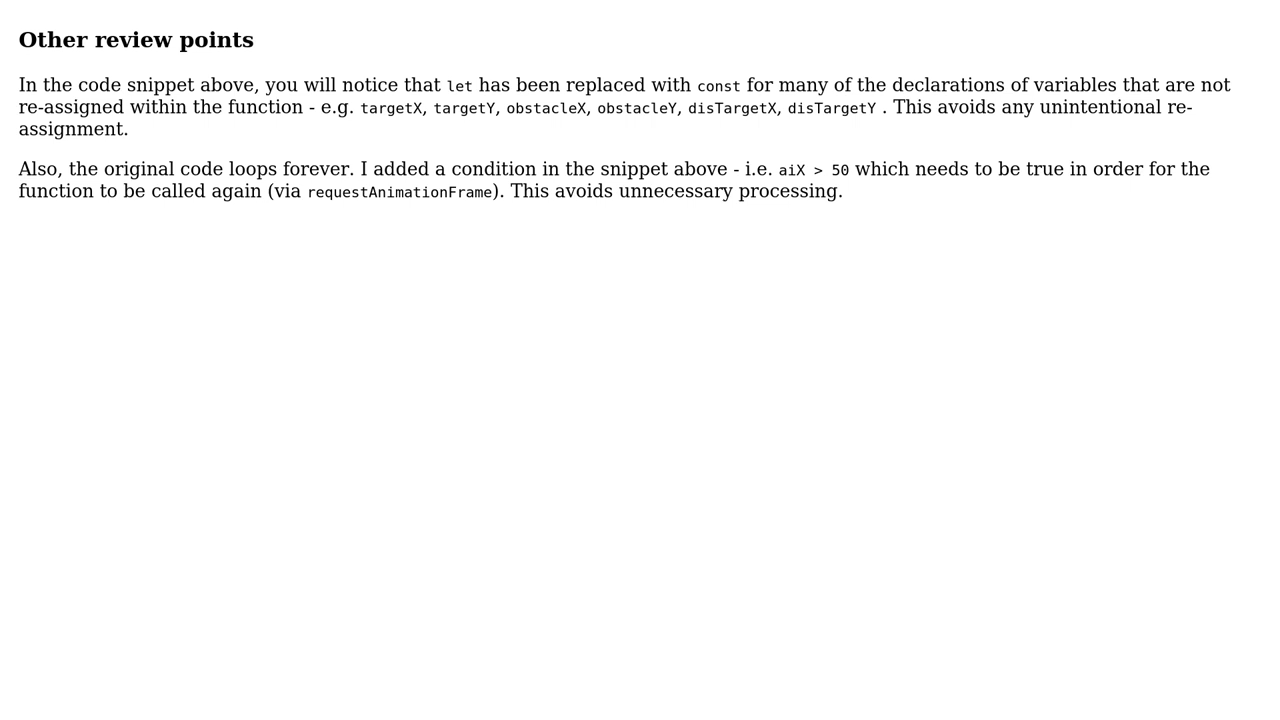 Other review points
In the code snippet above, you will notice that let has been replaced with const for many of the declarations of variables that are not
re-assigned within the function - e.g. targetX, targetY, obstacleX, obstacleY, disTargetX, disTargetY . This avoids any unintentional re-
assignment.
Also, the original code loops forever. I added a condition in the snippet above - i.e. aiX > 50 which needs to be true in order for the
function to be called again (via requestAnimationFrame). This avoids unnecessary processing.